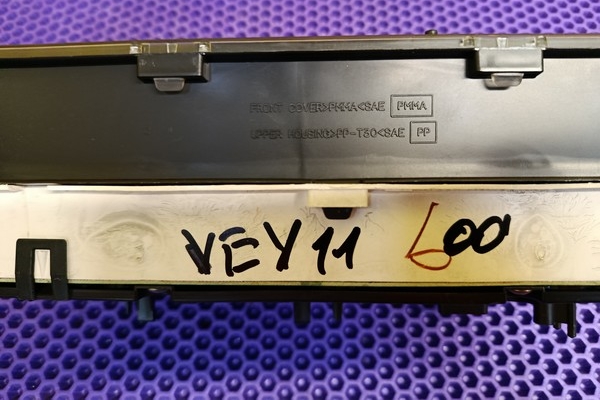 FRONT COVER>PMMA<SAE PMMA
UPPER HOUSING>PP-T30<SAE PP
VEY11 600